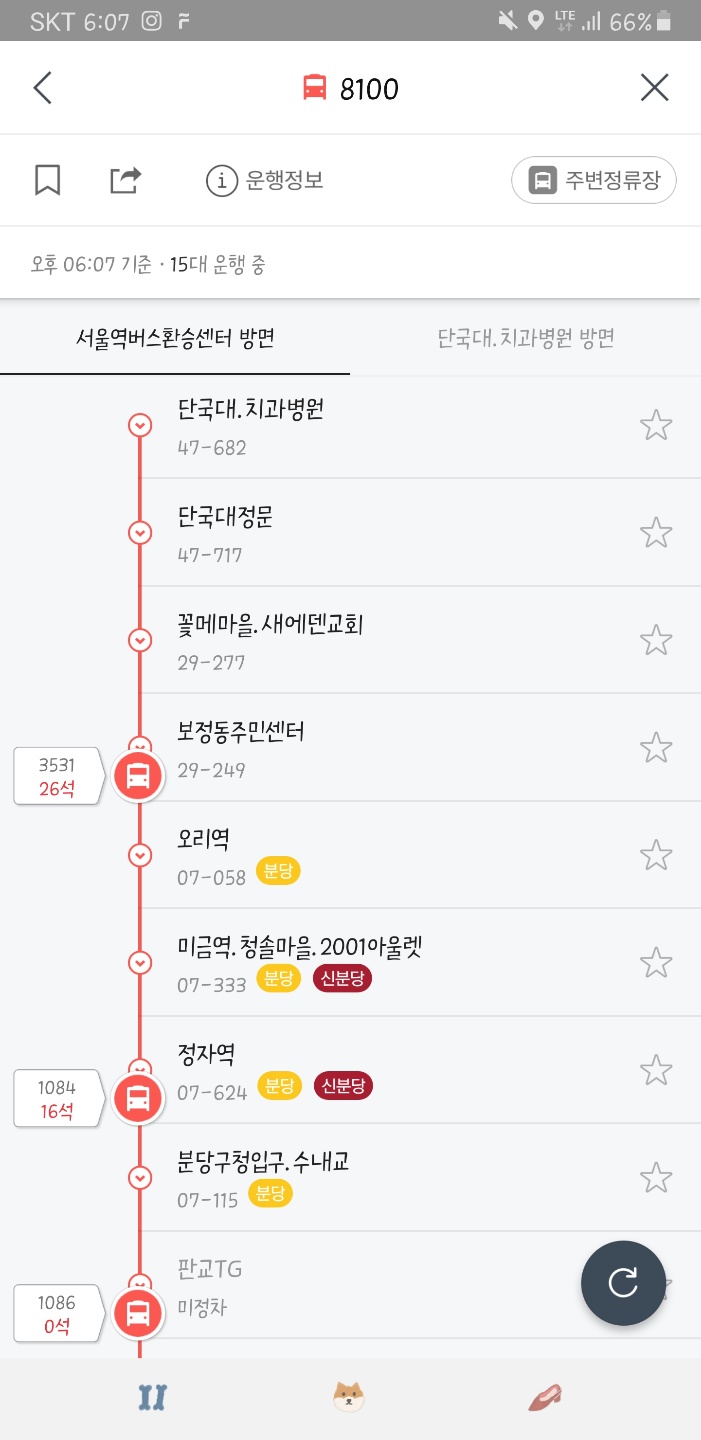 SKT 6:07 LTE 66%
8100
운행정보 주변정류장
오후 06:07 기준 · 15대 운행 중
서울역버스환승센터 방면 단국대.치과병원 방면
단국대.치과병원
47-682
단국대정문
47-717
꽃메마을.새에덴교회
29-277
보정동주민센터
29-249
3531
26석
오리역
07-058 분당
미금역.청솔마을.2001아울렛
07-333 분당 신분당
정자역
07-624 분당 신분당
1084
16석
분당구청입구.수내교
07-115 분당
판교TG
미정차
1086
0석